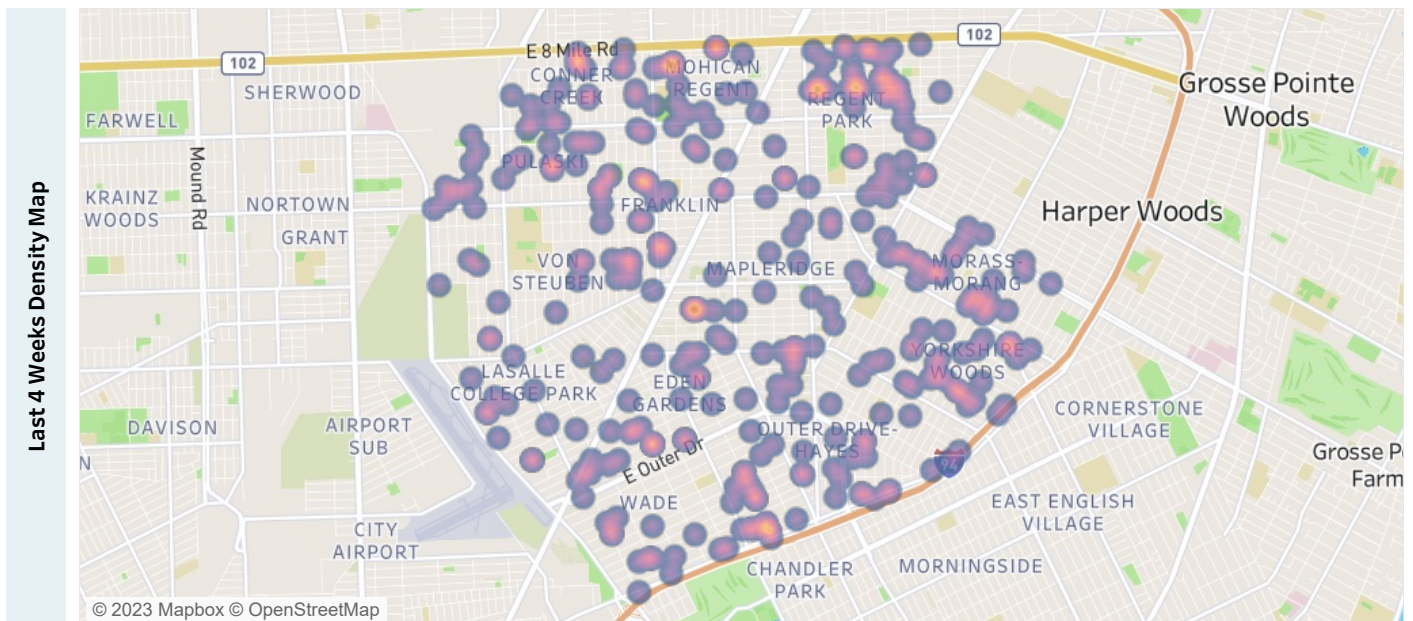 Last 4 Weeks Density Map
102
E 8 Mile Rd
102
SHERWOOD
CONNER
CREEK
MOHICAN
REGENT
REGENT
PARK
Grosse Pointe
Woods
FARWELL
Mound Rd
PULASKI
KRAINZ
WOODS
NORTOWN
FRANKLIN
Harper Woods
GRANT
VON
STEUBEN
MAPLERIDGE
MORASS-
MORANG
YORKSHIRE
WOODS
LASALLE
COLLEGE PARK
EDEN
GARDENS
DAVISON
AIRPORT
SUB
OUTER DRIVE-
HAYES
CORNERSTONE
VILLAGE
N
E Outer Dr
94
Grosse Po
Farm
WADE
EAST ENGLISH
VILLAGE
CITY
AIRPORT
CHANDLER
PARK
MORNINGSIDE
© 2023 Mapbox © OpenStreetMap